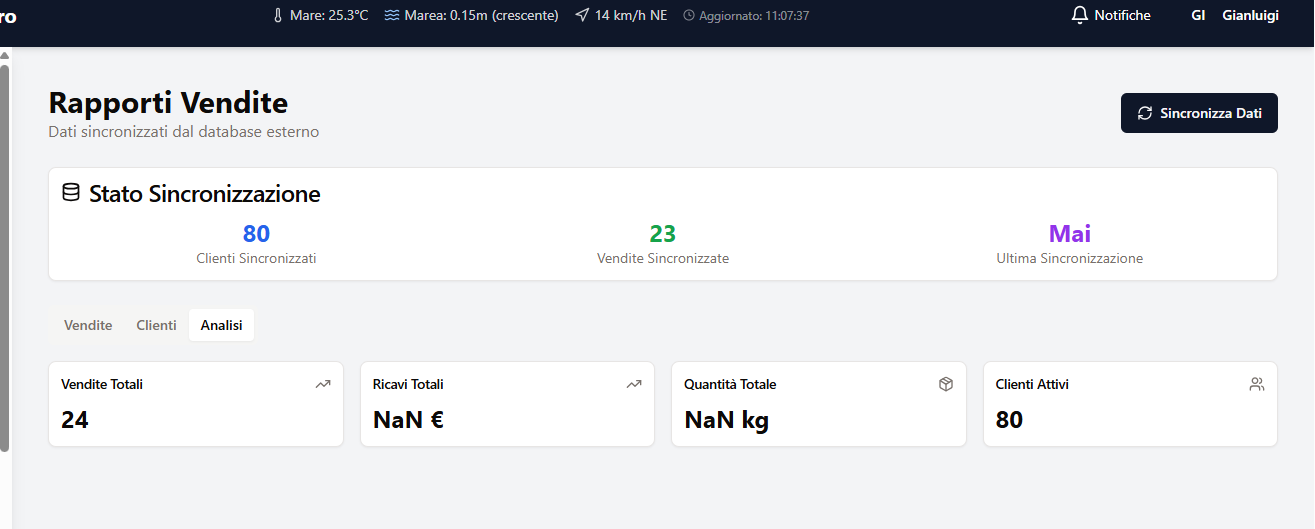 ro
Mare: 25.3°C Marea: 0.15m (crescente) 14 km/h NE Aggiornato: 11:07:37 Notifiche GI Gianluigi
Rapporti Vendite
Dati sincronizzati dal database esterno
Sincronizza Dati
Stato Sincronizzazione
80 23 Mai
Clienti Sincronizzati Vendite Sincronizzate Ultima Sincronizzazione
Vendite Clienti Analisi
Vendite Totali Ricavi Totali Quantità Totale Clienti Attivi
24 NaN € NaN kg 80